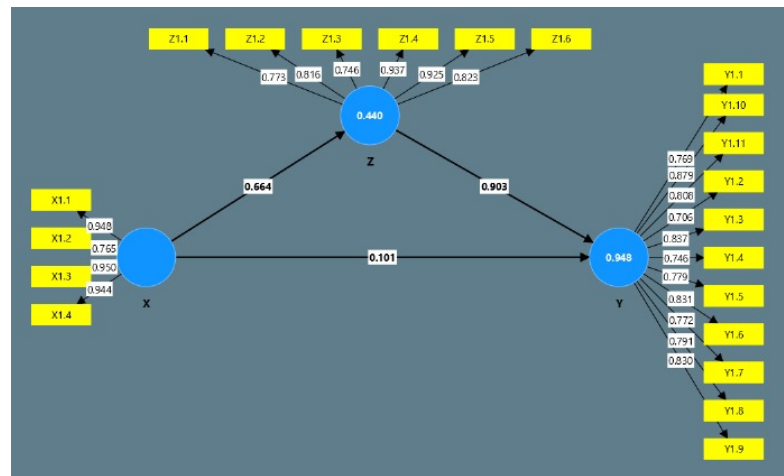 Z1.1 Z1.2 Z1.3 Z1.4 Z1.5 Z1.6
0.773 0.816 0.746 0.937 0.925 0.823
0.440
Z
0.664
0.903
X1.1
X1.2
X1.3
X1.4
0.948
0.765
0.950
0.944
X
0.101
0.948
Y
0.769
0.879
0.808
0.706
0.837
0.746
0.779
0.831
0.772
0.791
0.830
Y1.1
Y1.10
Y1.11
Y1.2
Y1.3
Y1.4
Y1.5
Y1.6
Y1.7
Y1.8
Y1.9